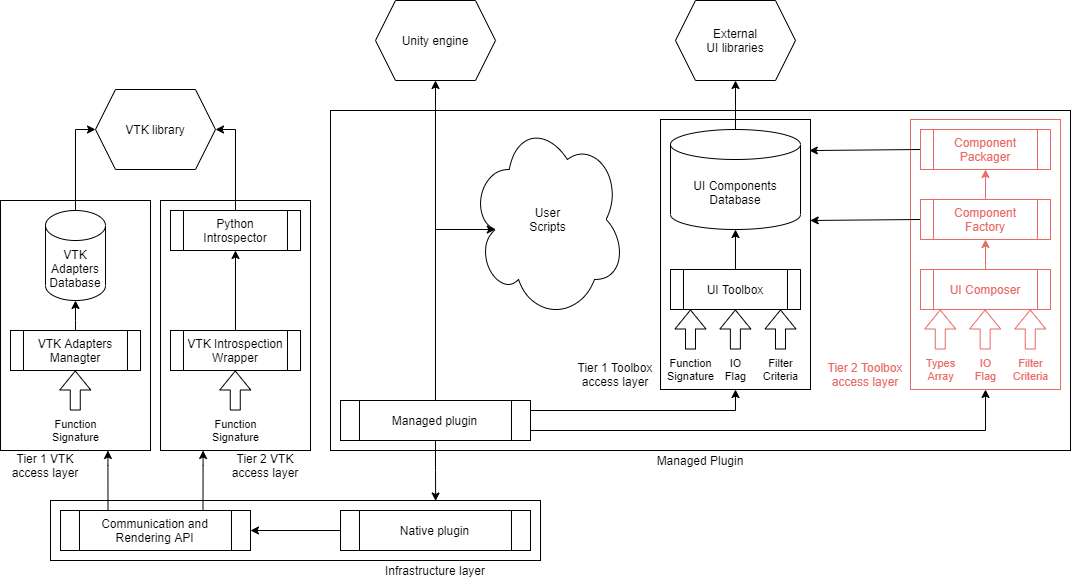 Unity engine
External
UI libraries
VTK library
VTK
Adapters
Database
VTK Adapters
Managter
Function
Signature
Tier 1 VTK
access layer
Python
Introspector
VTK Introspection
Wrapper
Function
Signature
Tier 2 VTK
access layer
User
Scripts
UI Components
Database
UI Toolbox
Function
Signature
IO
Flag
Filter
Criteria
Tier 1 Toolbox
access layer
Component
Packager
Component
Factory
UI Composer
Types
Array
IO
Flag
Filter
Criteria
Tier 2 Toolbox
access layer
Managed plugin
Managed Plugin
Communication and
Rendering API
Native plugin
Infrastructure layer